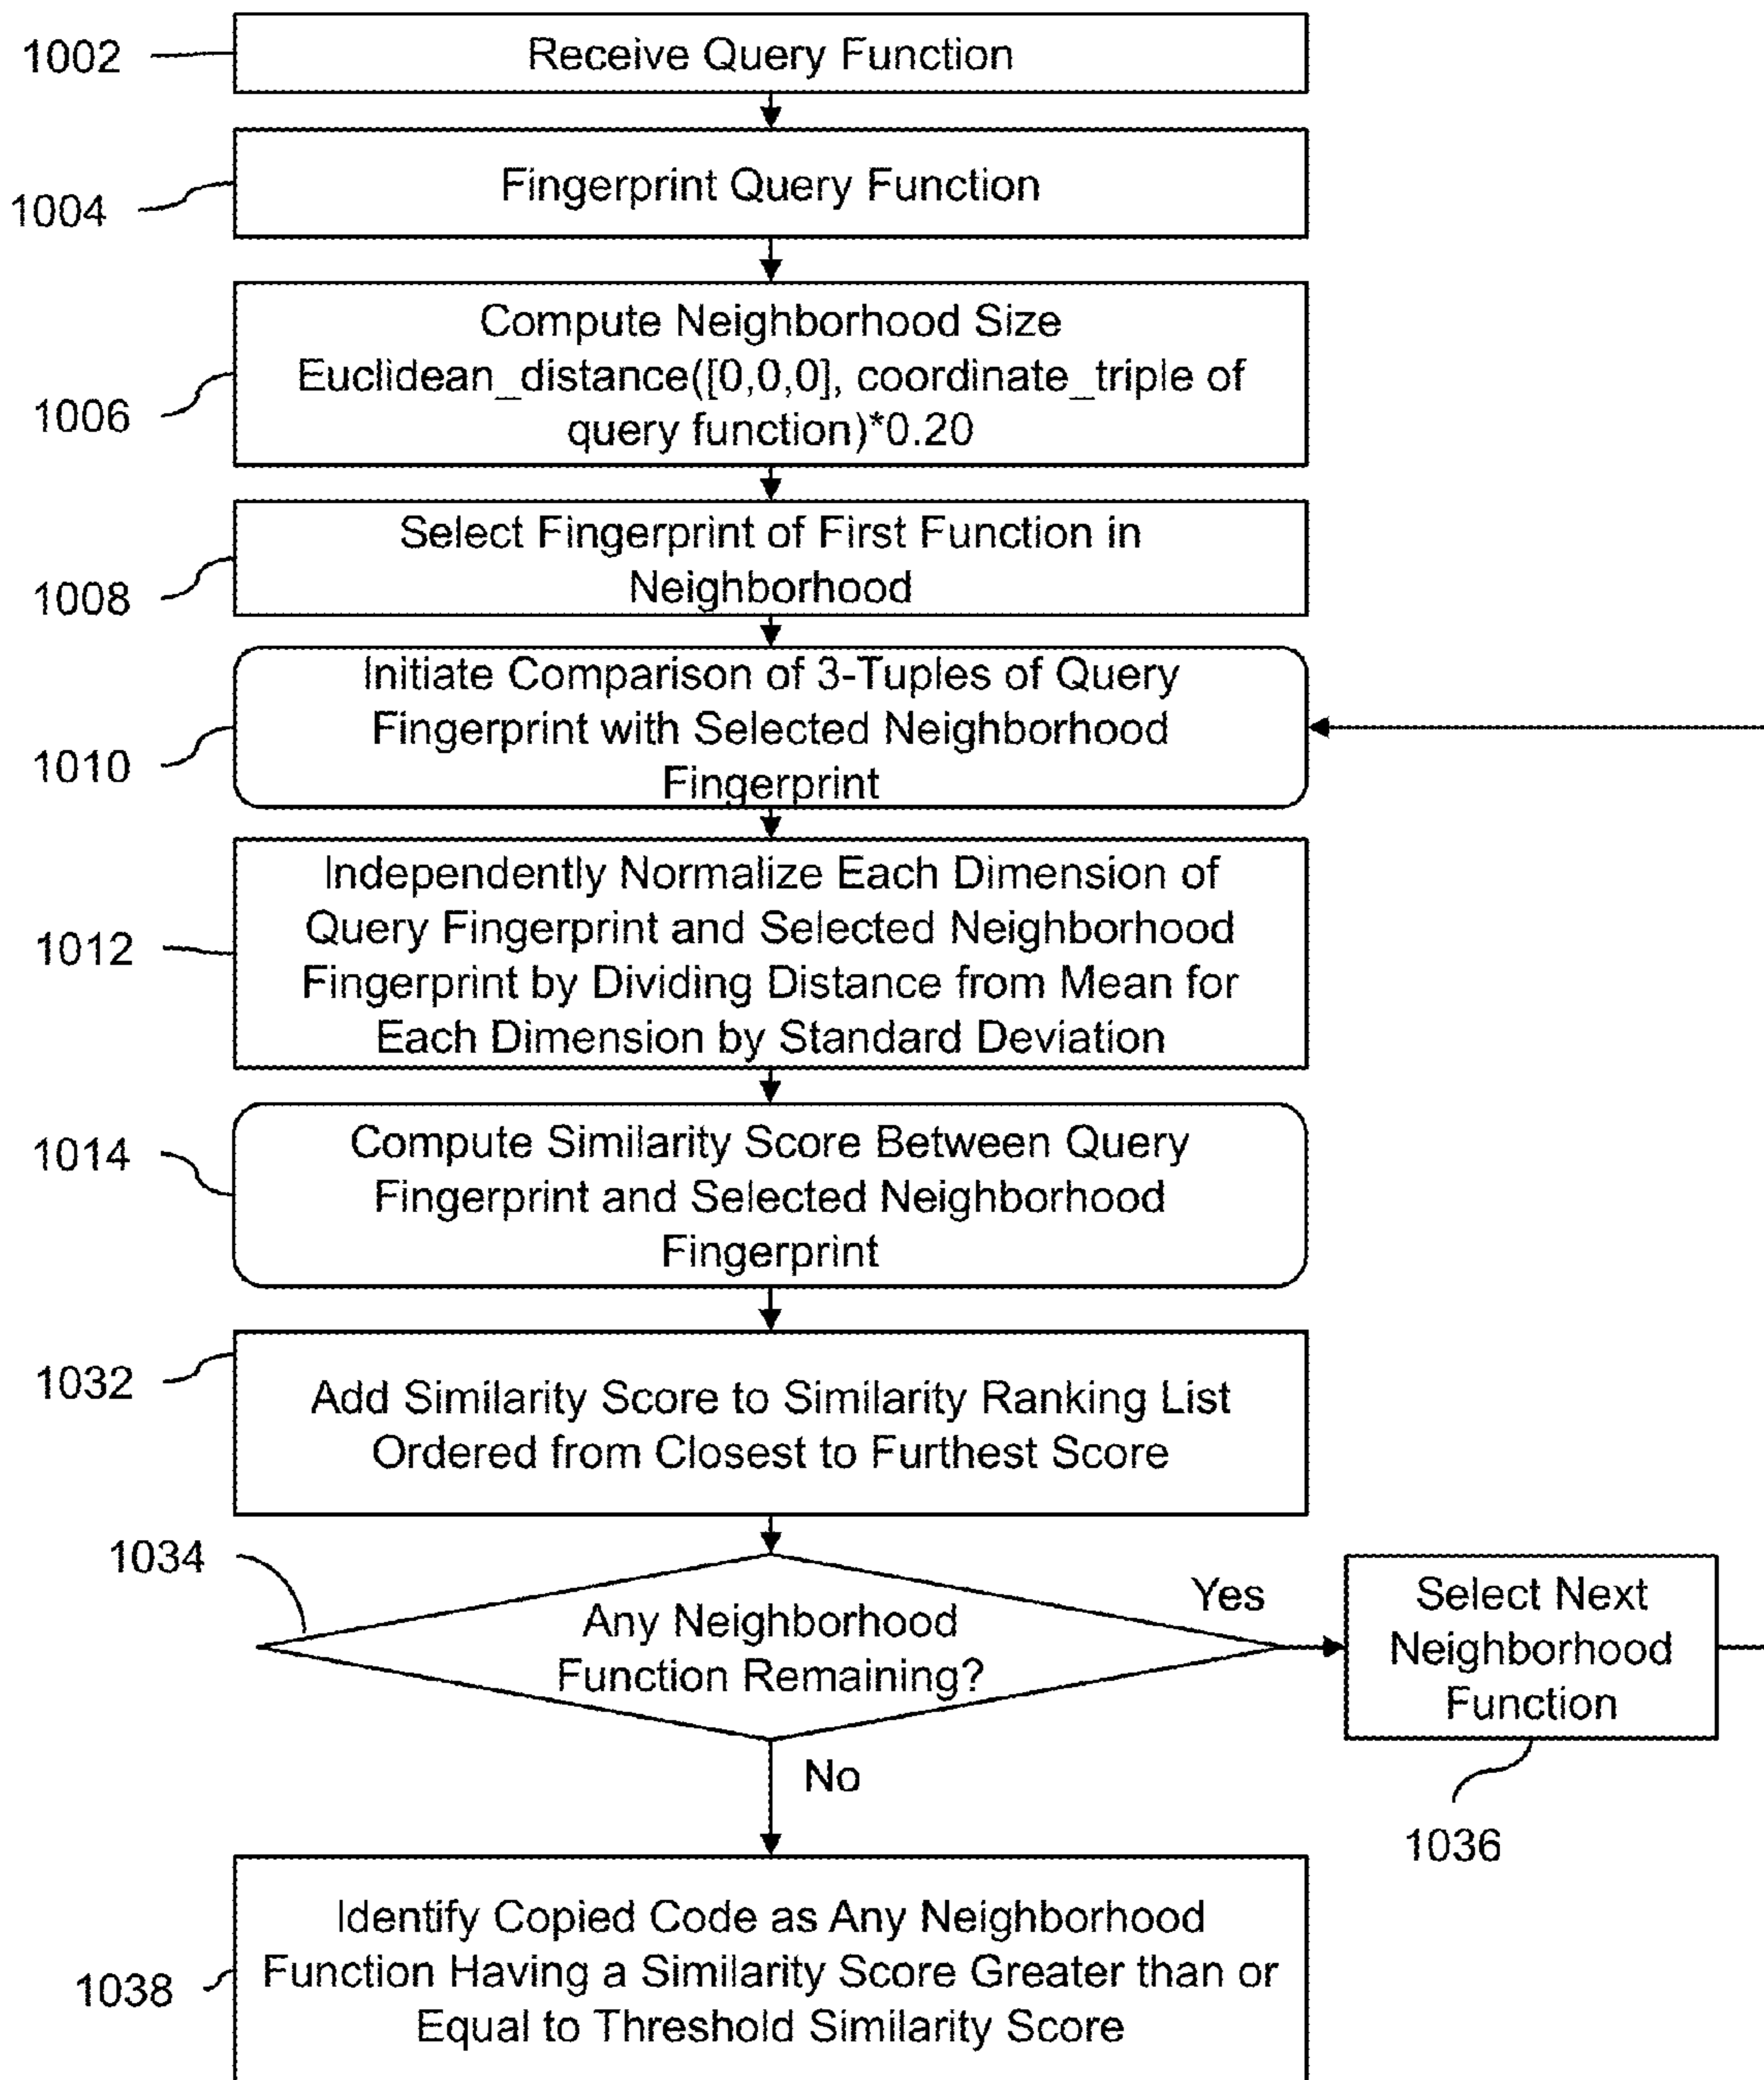 1002
Receive Query Function
1004
Fingerprint Query Function
1006
Compute Neighborhood Size
Euclidean_distance([0,0,0], coordinate_triple of
query function)*0.20
1008
Select Fingerprint of First Function in
Neighborhood
1010
Initiate Comparison of 3-Tuples of Query
Fingerprint with Selected Neighborhood
Fingerprint
1012
Independently Normalize Each Dimension of
Query Fingerprint and Selected Neighborhood
Fingerprint by Dividing Distance from Mean for
Each Dimension by Standard Deviation
1014
Compute Similarity Score Between Query
Fingerprint and Selected Neighborhood
Fingerprint
1032
Add Similarity Score to Similarity Ranking List
Ordered from Closest to Furthest Score
1034
Any Neighborhood
Function Remaining?
Yes
Select Next
Neighborhood
Function
1036
No
1038
Identify Copied Code as Any Neighborhood
Function Having a Similarity Score Greater than or
Equal to Threshold Similarity Score